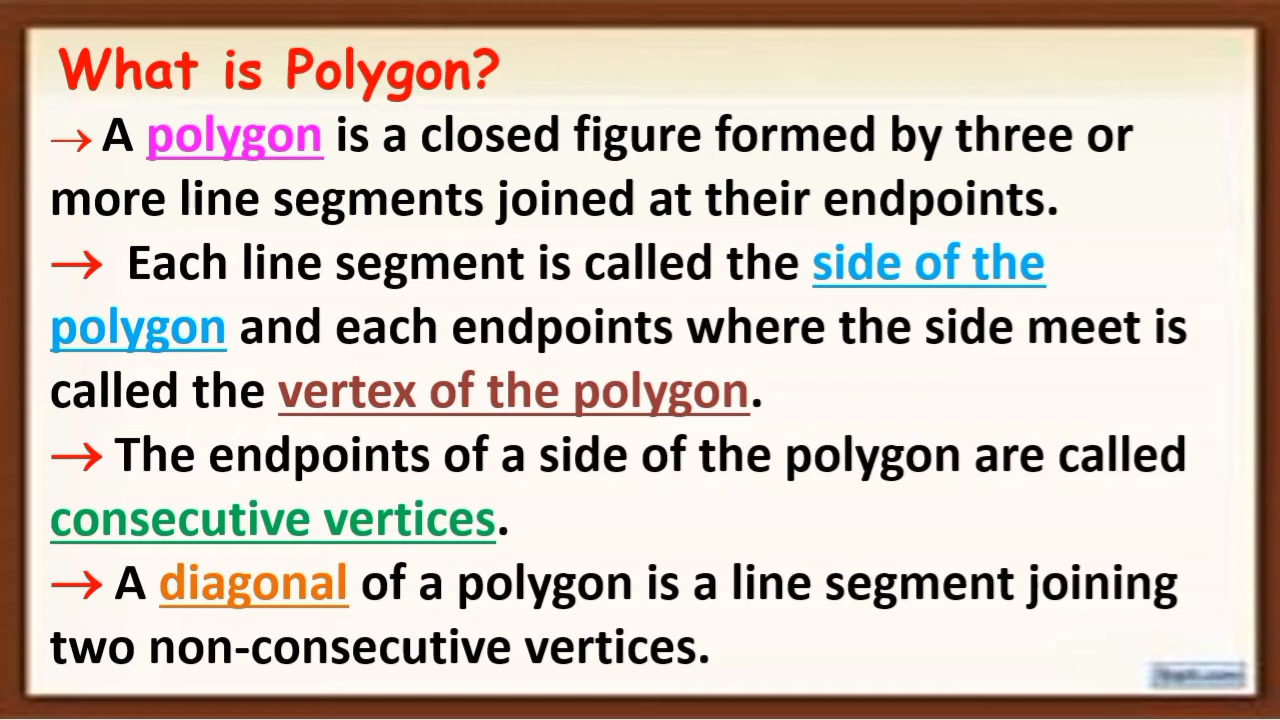 What is Polygon?
→ A polygon is a closed figure formed by three or
more line segments joined at their endpoints.
→ Each line segment is called the side of the
polygon and each endpoints where the side meet is
called the vertex of the polygon.
→ The endpoints of a side of the polygon are called
consecutive vertices.
→ A diagonal of a polygon is a line segment joining
two non-consecutive vertices.